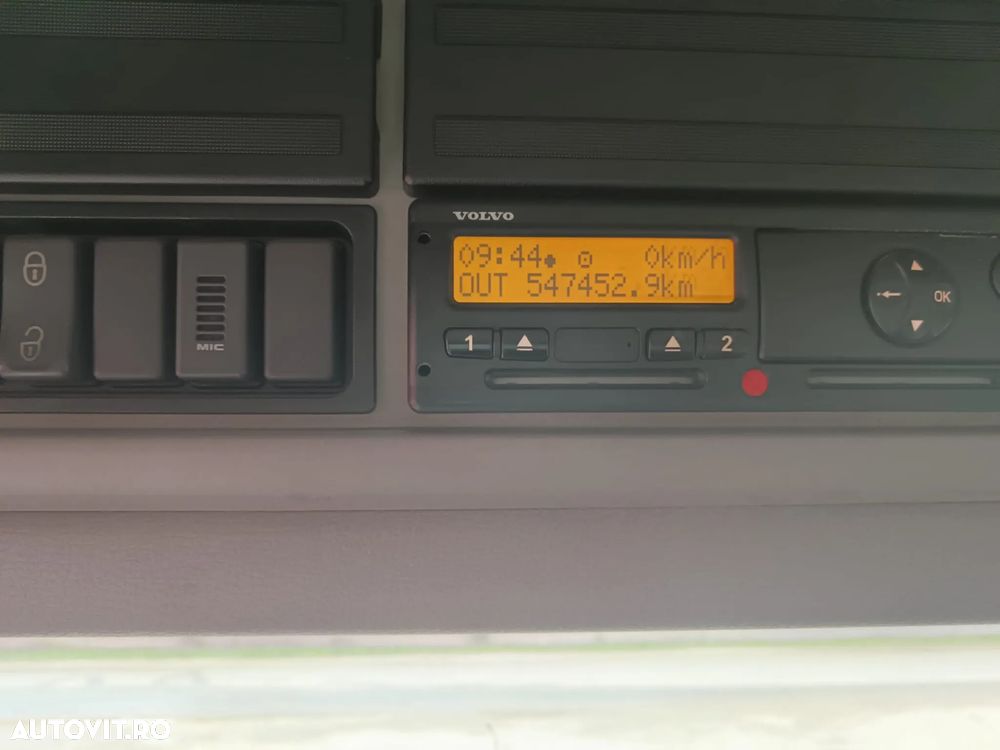 VOLVO
09:44 0km/h
OUT 547452.9km
1 2
OK
MIC
AUTOVIT.RO